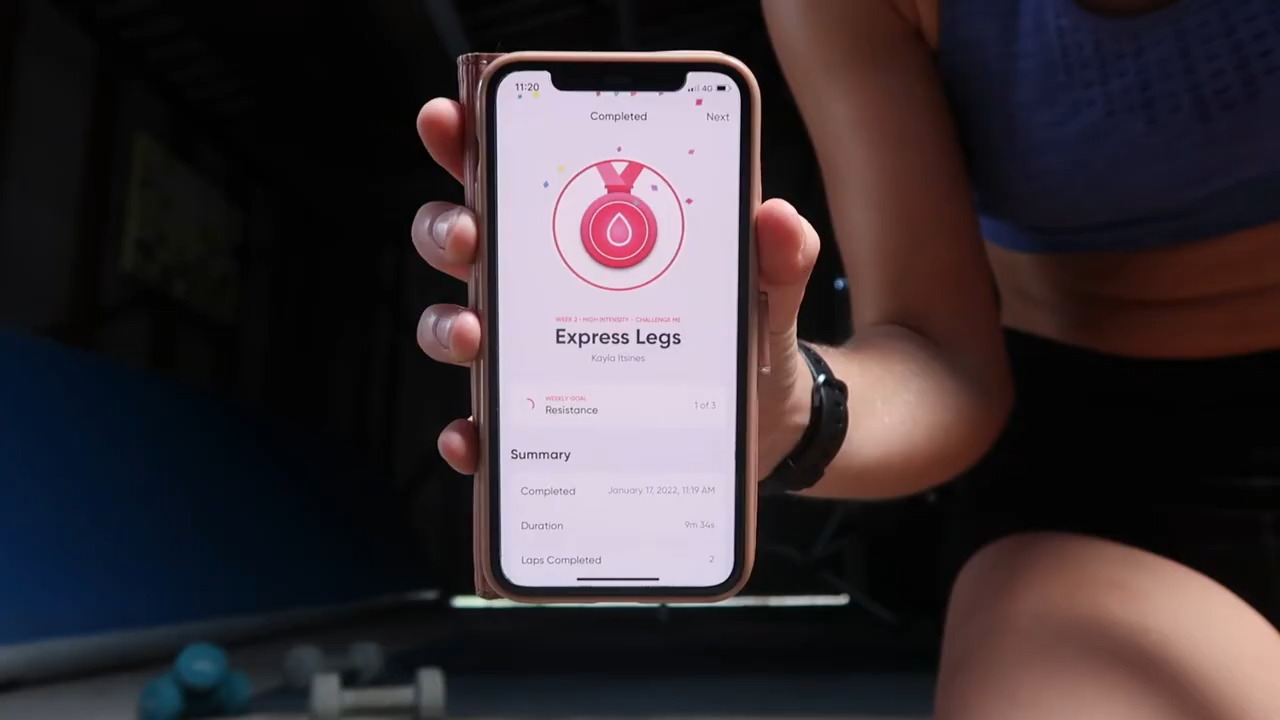 11:20
4G
Completed
Next
WEEK 2 - HIGH INTENSITY - CHALLENGE ME
Express Legs
Kayla Itsines
WEEKLY GOAL
Resistance
1 of 3
Summary
Completed
January 17, 2022, 11:19 AM
Duration
9m 34s
Laps Completed
2